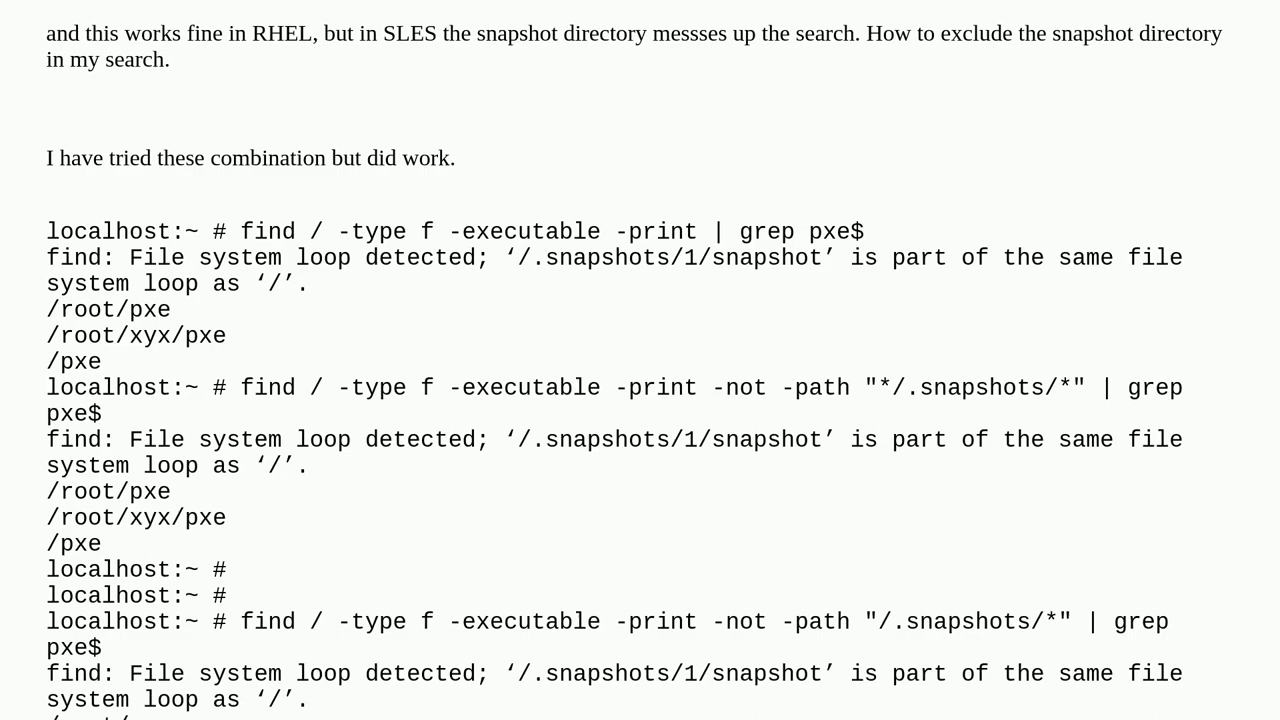 and this works fine in RHEL, but in SLES the snapshot directory messses up the search. How to exclude the snapshot directory
in my search.
I have tried these combination but did work.
localhost:~ # find / -type f -executable -print | grep pxe$
find: File system loop detected; ‘/.snapshots/1/snapshot’ is part of the same file
system loop as ‘/’.
/root/pxe
/root/xyx/pxe
/pxe
localhost:~ # find / -type f -executable -print -not -path "*/.snapshots/*" | grep
pxe$
find: File system loop detected; ‘/.snapshots/1/snapshot’ is part of the same file
system loop as ‘/’.
/root/pxe
/root/xyx/pxe
/pxe
localhost:~ #
localhost:~ #
localhost:~ # find / -type f -executable -print -not -path "/.snapshots/*" | grep
pxe$
find: File system loop detected; ‘/.snapshots/1/snapshot’ is part of the same file
system loop as ‘/’.